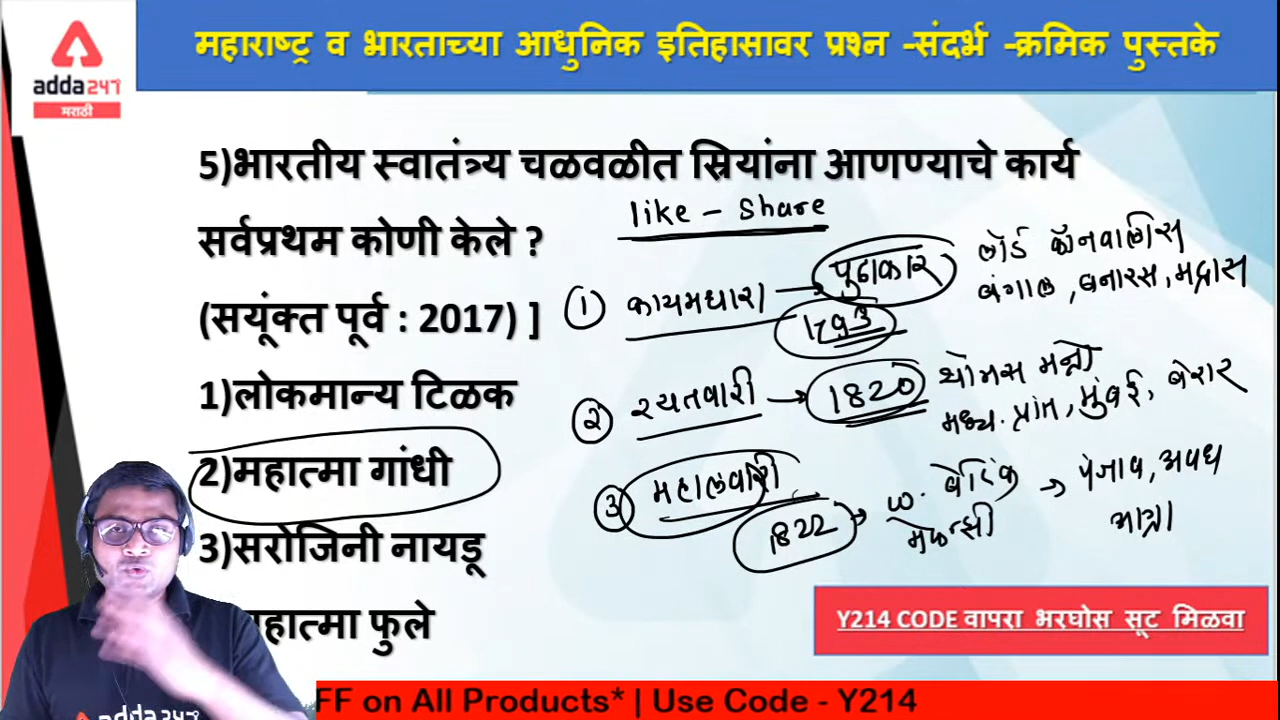 महाराष्ट्र व भारताच्या आधुनिक इतिहासावर प्रश्न -संदर्भ -क्रमिक पुस्तके
adda247
मराठी
5)भारतीय स्वातंत्र्य चळवळीत स्रियांना आणण्याचे कार्य
सर्वप्रथम कोणी केले ?
like - Share
(सयूंक्त पूर्व : 2017) ]
1)लोकमान्य टिळक
2)महात्मा गांधी
3)सरोजिनी नायडू
महात्मा फुले
① कायमधारा → पुढाकार
1793
लॉर्ड कॉनवालिस
बंगाल, बनारस, मद्रास
② रयतवारी → 1820
थॉमस मन्रो
मध्य. प्रांत, मुंबई, बेरार
③ महालवारी
1822 →
पंजाब, अवध
आग्रा
Y214 CODE वापरा भरघोस सूट मिळवा
FF on All Products* | Use Code - Y214
adda247